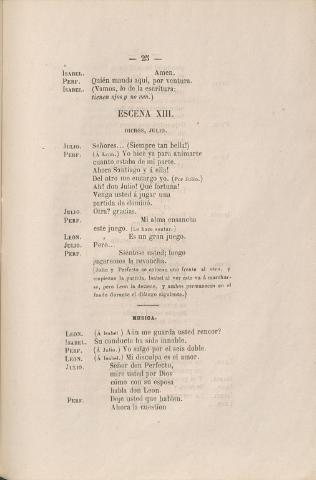 — 25 —
ISABEL. Amen.
PERF. Quién manda aqui, por ventura.
ISABEL. (Vamos, lo de la escritura:
tienen ojos y no ven.)
ESCENA XIII.
DICHOS, JULIO.
JULIO. Señores... (Siempre tan bella!)
PERF. (Á Leon.) Yo hice ya para animarte
cuanto estaba de mi parte.
Ahora Santiago y á ella!
Del otro me encargo yo. (Por Julio.)
Ah! don Julio! Qué fortuna!
Venga usted á jugar una
partida de dominó.
JULIO. Otra? gracias.
PERF. Mi alma ensancha
este juego. (Le hace sentar.)
LEON. Es un gran juego.
JULIO. Pero...
PERF. Siéntese usted; luego
jugaremos la revancha.
(Julio y Perfecto se colocan uno frente al otro, y
empiezan la partida. Isabel al ver esto va á marchar-
se, pero Leon la detiene, y ambos permanecen en el
fondo durante el diálogo siguiente.)
MUSICA.
LEON. (Á Isabel.) Aún me guarda usted rencor?
ISABEL. Su conducta ha sido innoble.
PERF. (Á Julio.) Yo salgo por el seis doble.
LEON. (Á Isabel.) Mi disculpa es el amor.
JULIO. Señor don Perfecto,
mire usted por Dios
cómo con su esposa
habla don Leon.
PERF. Deje usted que hablen.
Ahora la cuestion